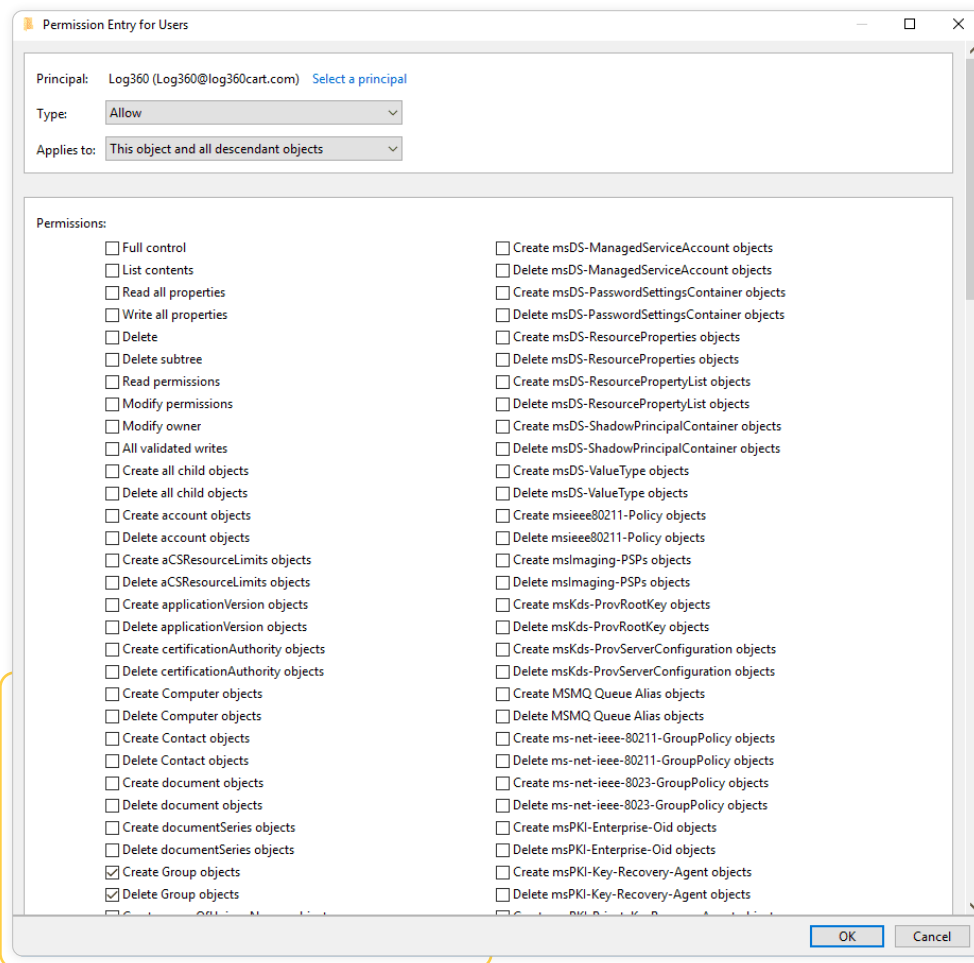 Permission Entry for Users
Principal: Log360 (Log360@log360cart.com) Select a principal
Type: Allow
Applies to: This object and all descendant objects
Permissions:
Full control
List contents
Read all properties
Write all properties
Delete
Delete subtree
Read permissions
Modify permissions
Modify owner
All validated writes
Create all child objects
Delete all child objects
Create account objects
Delete account objects
Create aCSResourceLimits objects
Delete aCSResourceLimits objects
Create applicationVersion objects
Delete applicationVersion objects
Create certificationAuthority objects
Delete certificationAuthority objects
Create Computer objects
Delete Computer objects
Create Contact objects
Delete Contact objects
Create document objects
Delete document objects
Create documentSeries objects
Delete documentSeries objects
Create Group objects
Delete Group objects
Create msDS-ManagedServiceAccount objects
Delete msDS-ManagedServiceAccount objects
Create msDS-PasswordSettingsContainer objects
Delete msDS-PasswordSettingsContainer objects
Create msDS-ResourceProperties objects
Delete msDS-ResourceProperties objects
Create msDS-ResourcePropertyList objects
Delete msDS-ResourcePropertyList objects
Create msDS-ShadowPrincipalContainer objects
Delete msDS-ShadowPrincipalContainer objects
Create msDS-ValueType objects
Delete msDS-ValueType objects
Create msieee80211-Policy objects
Delete msieee80211-Policy objects
Create msImaging-PSPs objects
Delete msImaging-PSPs objects
Create msKds-ProvRootKey objects
Delete msKds-ProvRootKey objects
Create msKds-ProvServerConfiguration objects
Delete msKds-ProvServerConfiguration objects
Create MSMQ Queue Alias objects
Delete MSMQ Queue Alias objects
Create ms-net-ieee-80211-GroupPolicy objects
Delete ms-net-ieee-80211-GroupPolicy objects
Create ms-net-ieee-8023-GroupPolicy objects
Delete ms-net-ieee-8023-GroupPolicy objects
Create msPKI-Enterprise-Oid objects
Delete msPKI-Enterprise-Oid objects
Create msPKI-Key-Recovery-Agent objects
Delete msPKI-Key-Recovery-Agent objects
OK Cancel